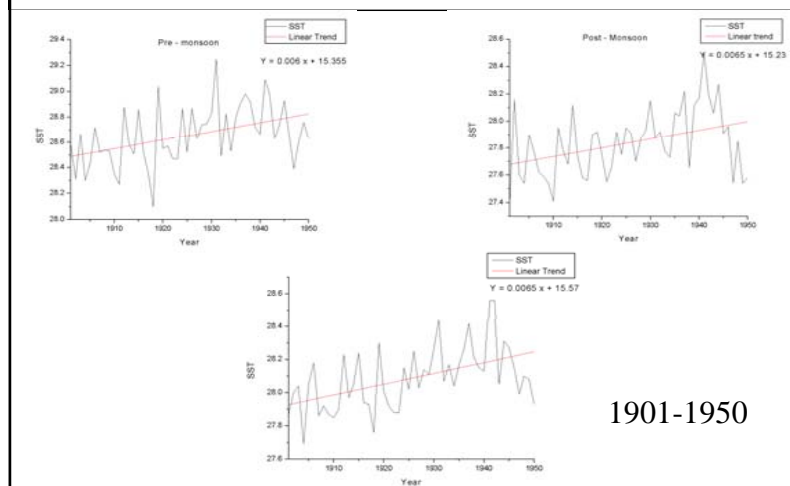 SST
Linear Trend
Pre - monsoon
Y = 0.006 x + 15.355
29.4
29.2
29.0
28.8
28.6
28.4
28.2
28.0
SST
1910
1920
1930
1940
1950
Year
SST
Linear trend
Post - Monsoon
Y = 0.0065 x + 15.23
28.6
28.4
28.2
28.0
27.8
27.6
27.4
SST
1910
1920
1930
1940
1950
Year
SST
Linear Trend
Y = 0.0065 x + 15.57
28.6
28.4
28.2
28.0
27.8
27.6
SST
1910
1920
1930
1940
1950
Year
1901-1950